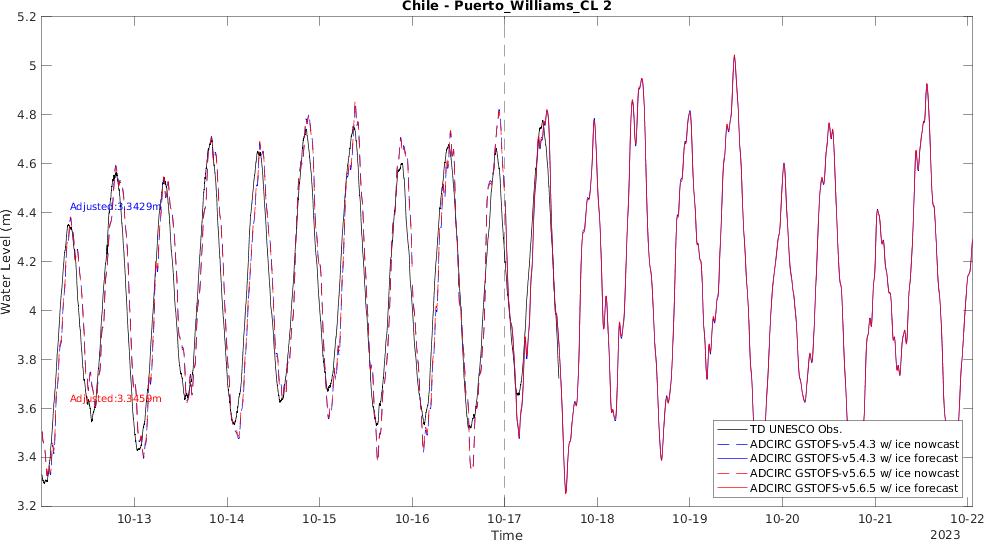 Chile - Puerto_Williams_CL 2
5.2
5
4.8
4.6
4.4
4.2
4
3.8
3.6
3.4
3.2
Water Level (m)
Adjusted:3.3429m
Adjusted:3.3459m
TD UNESCO Obs.
ADCIRC GSTOFS-v5.4.3 w/ ice nowcast
ADCIRC GSTOFS-v5.4.3 w/ ice forecast
ADCIRC GSTOFS-v5.6.5 w/ ice nowcast
ADCIRC GSTOFS-v5.6.5 w/ ice forecast
10-13 10-14 10-15 10-16 10-17 10-18 10-19 10-20 10-21 10-22
Time
2023